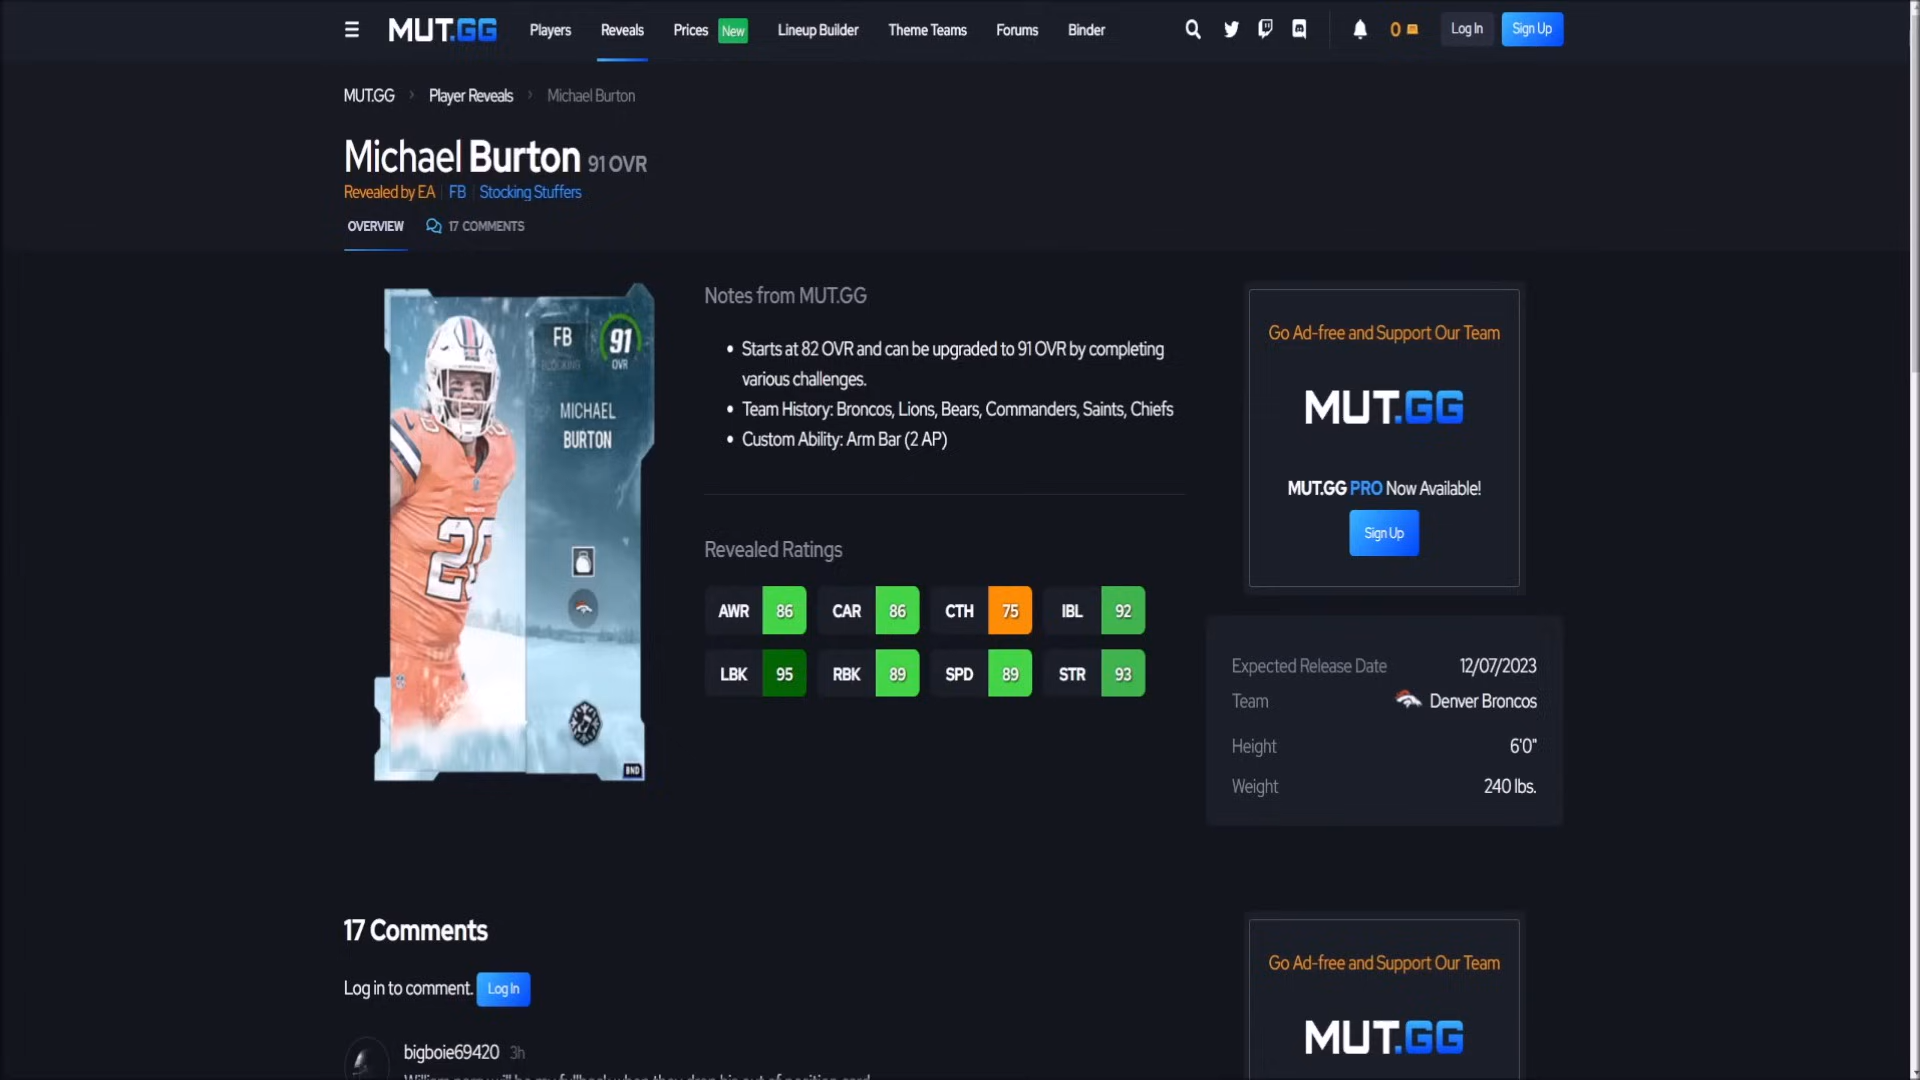 MUT.GG Players Reveals Prices New Lineup Builder Theme Teams Forums Binder 0 Log In Sign Up
MUT.GG › Player Reveals › Michael Burton
Michael Burton 91 OVR
Revealed by EA FB Stocking Stuffers
OVERVIEW 17 COMMENTS
FB 91
BLOCKING OVR
MICHAEL
BURTON
20
BND
Notes from MUT.GG
• Starts at 82 OVR and can be upgraded to 91 OVR by completing
various challenges.
• Team History: Broncos, Lions, Bears, Commanders, Saints, Chiefs
• Custom Ability: Arm Bar (2 AP)
Revealed Ratings
AWR 86 CAR 86 CTH 75 IBL 92
LBK 95 RBK 89 SPD 89 STR 93
Go Ad-free and Support Our Team
MUT.GG
MUT.GG PRO Now Available!
Sign Up
Expected Release Date 12/07/2023
Team Denver Broncos
Height 6'0"
Weight 240 lbs.
17 Comments
Log in to comment. Log In
bigboie69420 3h
Go Ad-free and Support Our Team
MUT.GG